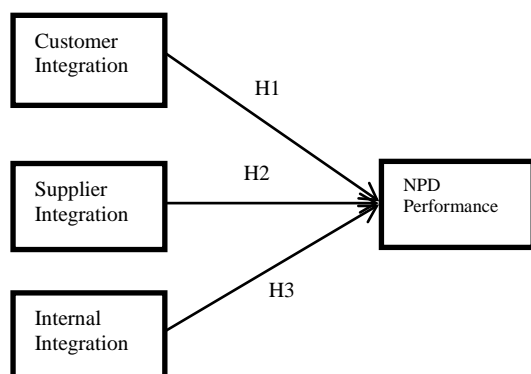 Customer
Integration
H1
Supplier
Integration
H2
NPD
Performance
H3
Internal
Integration